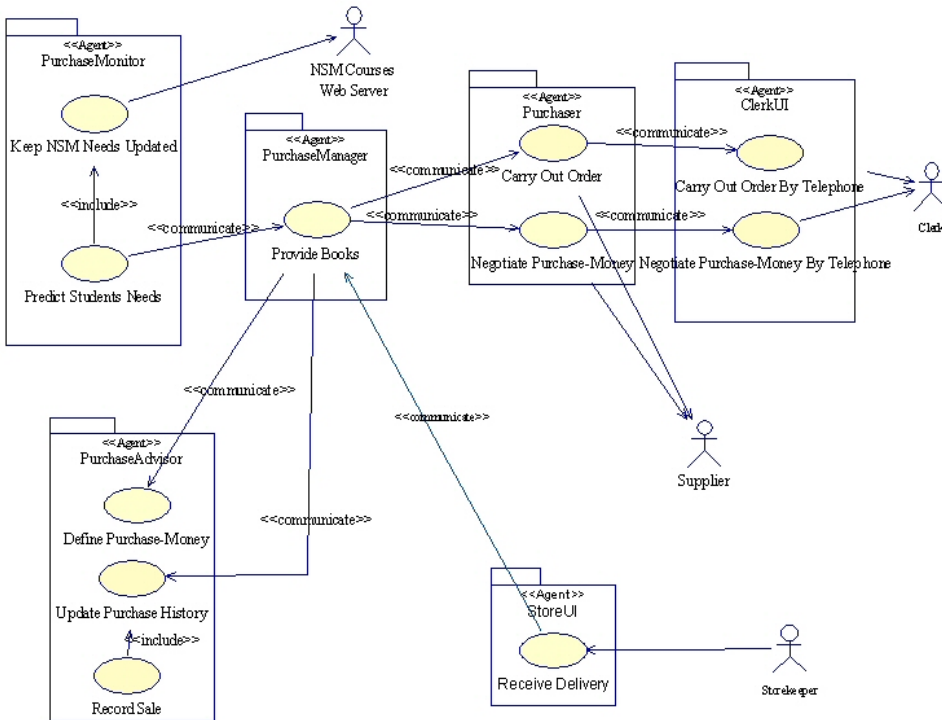 <<Agent>>
PurchaseMonitor
Keep NSM Needs Updated
<<include>>
Predict Students Needs
NSM Courses
Web Server
<<communicate>>
<<Agent>>
PurchaseManager
Provide Books
<<communicate>>
<<communicate>>
<<Agent>>
Purchaser
Carry Out Order
Negotiate Purchase-Money
<<communicate>>
<<communicate>>
<<Agent>>
ClerkUI
Carry Out Order By Telephone
Negotiate Purchase-Money By Telephone
Clerk
<<communicate>>
<<communicate>>
<<communicate>>
Supplier
<<Agent>>
PurchaseAdvisor
Define Purchase-Money
Update Purchase History
<<include>>
Record Sale
<<Agent>>
StoreUI
Receive Delivery
Storekeeper